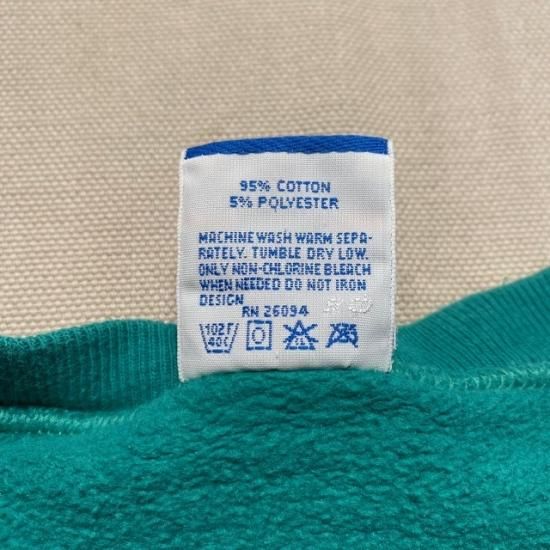 95% COTTON
5% POLYESTER
MACHINE WASH WARM SEPA-
RATELY. TUMBLE DRY LOW.
ONLY NON-CHLORINE BLEACH
WHEN NEEDED DO NOT IRON
DESIGN
RN 26094
102F
40C